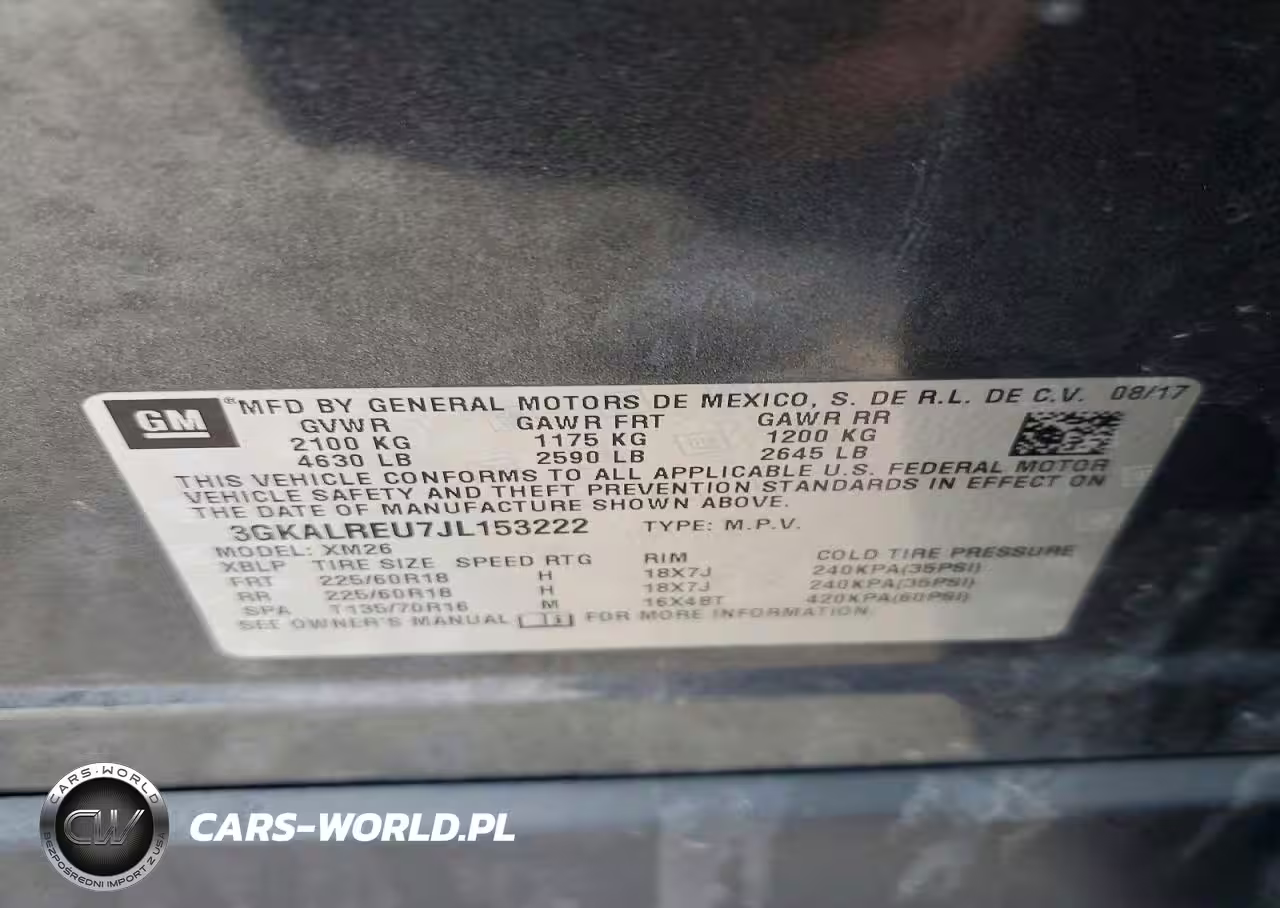 GM
®MFD BY GENERAL MOTORS DE MEXICO, S. DE R.L. DE C.V. 08/17
GVWR GAWR FRT GAWR RR
2100 KG 1175 KG 1200 KG
4630 LB 2590 LB 2645 LB
THIS VEHICLE CONFORMS TO ALL APPLICABLE U.S. FEDERAL MOTOR
VEHICLE SAFETY AND THEFT PREVENTION STANDARDS IN EFFECT ON
THE DATE OF MANUFACTURE SHOWN ABOVE.
3GKALREU7JL153222 TYPE: M.P.V.
MODEL: XM26
XBLP TIRE SIZE SPEED RTG RIM COLD TIRE PRESSURE
FRT 225/60R18 H 18X7J 240KPA(35PSI)
RR 225/60R18 H 18X7J 240KPA(35PSI)
SPA T135/70R16 M 16X4BT 420KPA(60PSI)
SEE OWNER'S MANUAL FOR MORE INFORMATION
CARS-WORLD
CW
BEZPOŚREDNI IMPORT Z USA
CARS-WORLD.PL